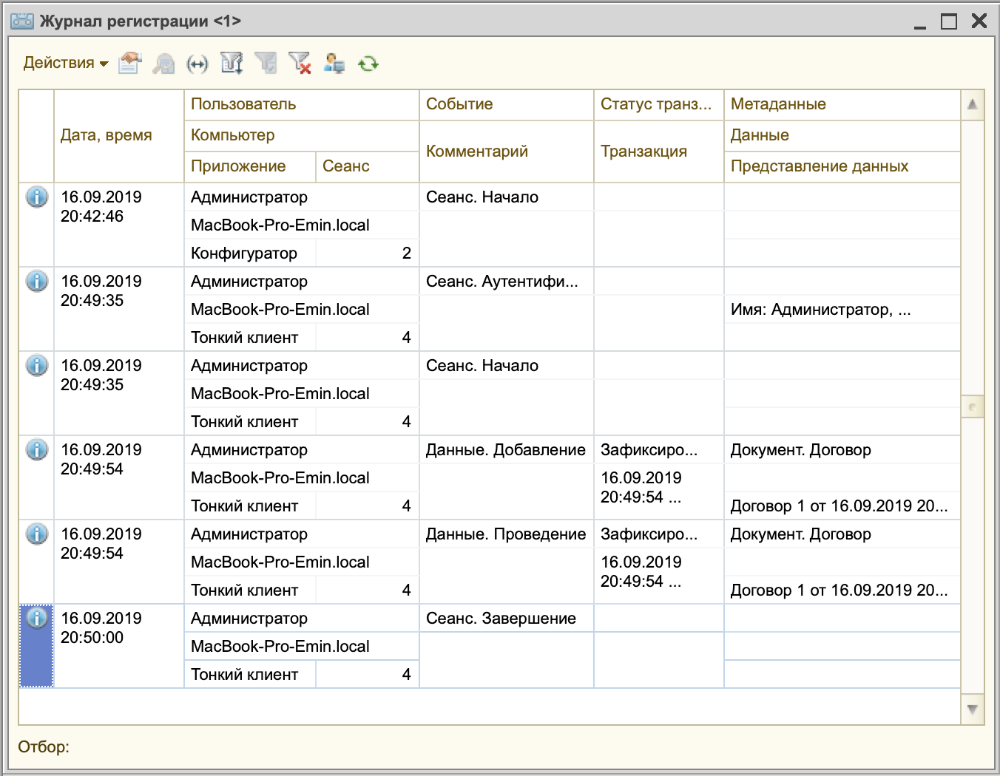 Журнал регистрации <1>
Действия
Дата, время
Пользователь
Компьютер
Приложение
Сеанс
Событие
Комментарий
Статус транз...
Транзакция
Метаданные
Данные
Представление данных
16.09.2019
20:42:46
Администратор
MacBook-Pro-Emin.local
Конфигуратор
2
Сеанс. Начало
16.09.2019
20:49:35
Администратор
MacBook-Pro-Emin.local
Тонкий клиент
4
Сеанс. Аутентифи...
Имя: Администратор, ...
16.09.2019
20:49:35
Администратор
MacBook-Pro-Emin.local
Тонкий клиент
4
Сеанс. Начало
16.09.2019
20:49:54
Администратор
MacBook-Pro-Emin.local
Тонкий клиент
4
Данные. Добавление
Зафиксиро...
16.09.2019
20:49:54 ...
Документ. Договор
Договор 1 от 16.09.2019 20...
16.09.2019
20:49:54
Администратор
MacBook-Pro-Emin.local
Тонкий клиент
4
Данные. Проведение
Зафиксиро...
16.09.2019
20:49:54 ...
Документ. Договор
Договор 1 от 16.09.2019 20...
16.09.2019
20:50:00
Администратор
MacBook-Pro-Emin.local
Тонкий клиент
4
Сеанс. Завершение
Отбор: